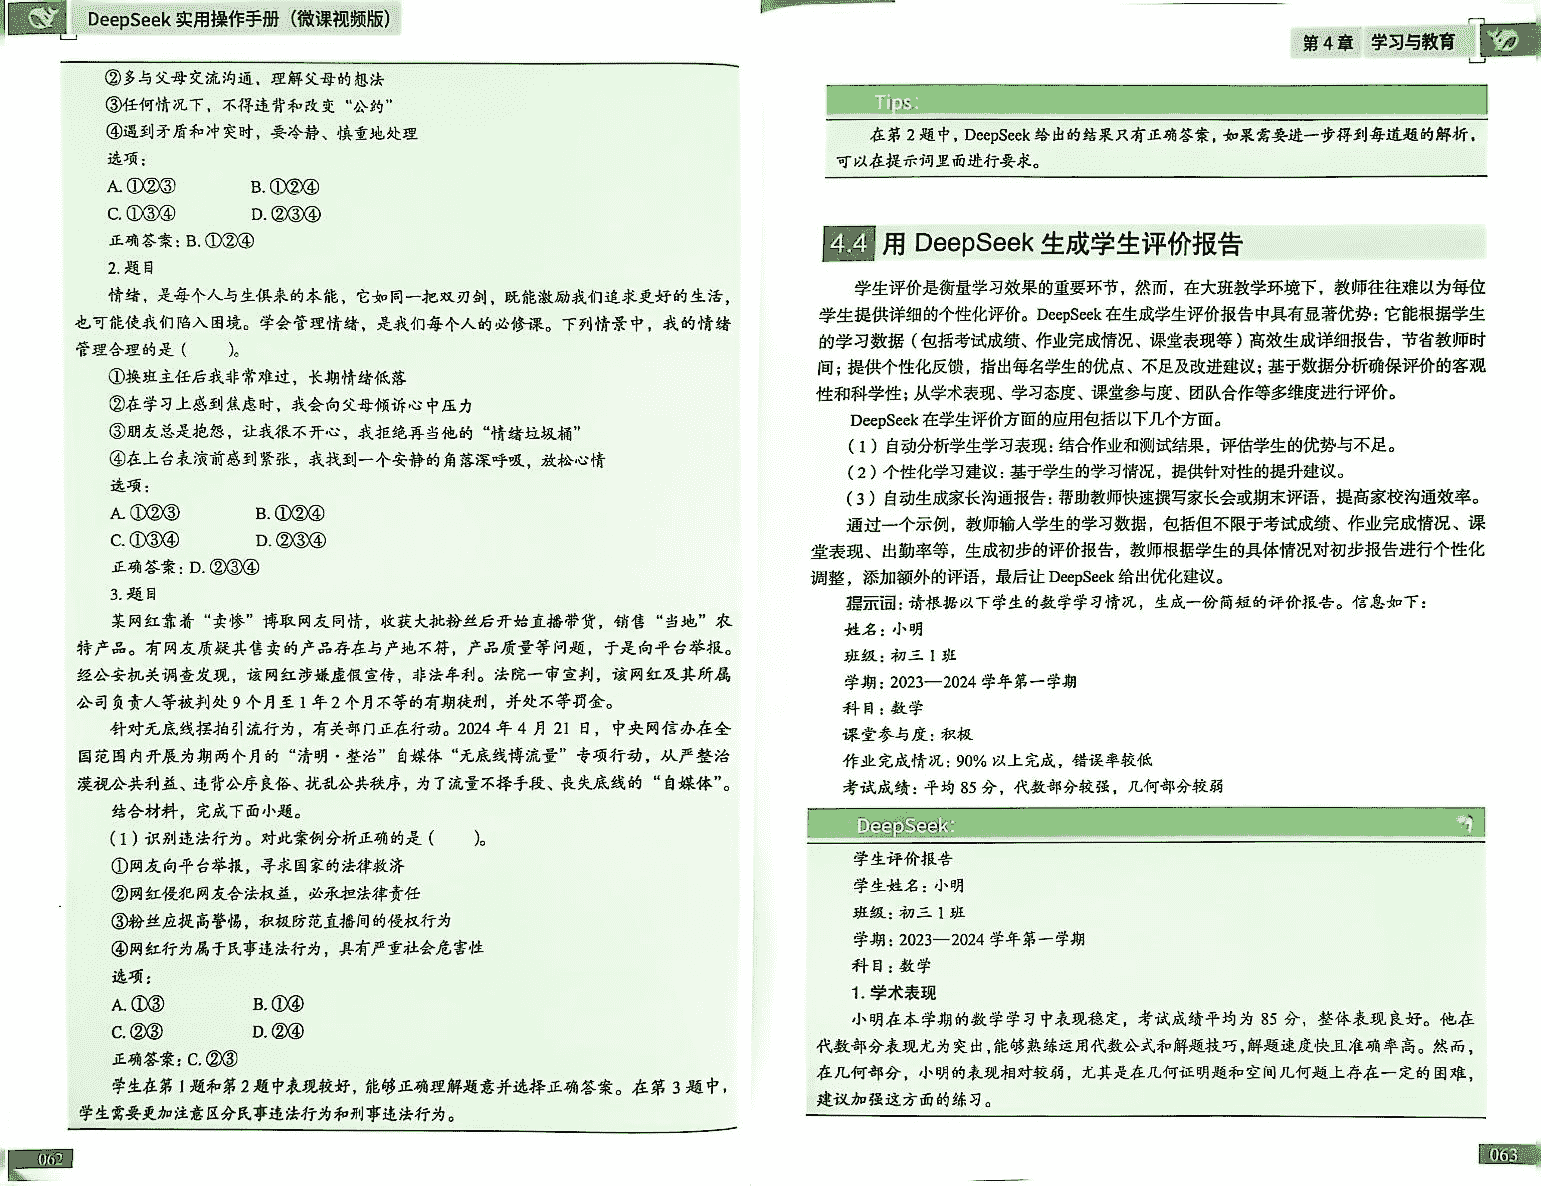 DeepSeek 实用操作手册（微课视频版）
②多与父母交流沟通，理解父母的想法
③任何情况下，不得违背和改变“公约”
④遇到矛盾和冲突时，要冷静、慎重地处理
选项：
A. ①②③ B. ①②④
C. ①③④ D. ②③④
正确答案：B. ①②④
2. 题目
情绪，是每个人与生俱来的本能，它如同一把双刃剑，既能激励我们追求更好的生活，
也可能使我们陷入困境。学会管理情绪，是我们每个人的必修课。下列情景中，我的情绪
管理合理的是（ ）。
①换班主任后我非常难过，长期情绪低落
②在学习上感到焦虑时，我会向父母倾诉心中压力
③朋友总是抱怨，让我很不开心，我拒绝再当他的“情绪垃圾桶”
④在上台表演前感到紧张，我找到一个安静的角落深呼吸，放松心情
选项：
A. ①②③ B. ①②④
C. ①③④ D. ②③④
正确答案：D. ②③④
3. 题目
某网红靠着“卖惨”博取网友同情，收获大批粉丝后开始直播带货，销售“当地”农
特产品。有网友质疑其售卖的产品存在与产地不符，产品质量等问题，于是向平台举报。
经公安机关调查发现，该网红涉嫌虚假宣传，非法牟利。法院一审宣判，该网红及其所属
公司负责人等被判处 9 个月至 1 年 2 个月不等的有期徒刑，并处不等罚金。
针对无底线摆拍引流行为，有关部门正在行动。2024 年 4 月 21 日，中央网信办在全
国范围内开展为期两个月的“清明·整治”自媒体“无底线博流量”专项行动，从严整治
漠视公共利益、违背公序良俗、扰乱公共秩序，为了流量不择手段、丧失底线的“自媒体”。
结合材料，完成下面小题。
（1）识别违法行为。对此案例分析正确的是（ ）。
①网友向平台举报，寻求国家的法律救济
②网红侵犯网友合法权益，必承担法律责任
③粉丝应提高警惕，积极防范直播间的侵权行为
④网红行为属于民事违法行为，具有严重社会危害性
选项：
A. ①③ B. ①④
C. ②③ D. ②④
正确答案：C. ②③
学生在第 1 题和第 2 题中表现较好，能够正确理解题意并选择正确答案。在第 3 题中，
学生需要更加注意区分民事违法行为和刑事违法行为。
062
第 4 章 学习与教育
Tips：
在第 2 题中，DeepSeek 给出的结果只有正确答案，如果需要进一步得到每道题的解析，
可以在提示词里面进行要求。
4.4 用 DeepSeek 生成学生评价报告
学生评价是衡量学习效果的重要环节，然而，在大班教学环境下，教师往往难以为每位
学生提供详细的个性化评价。DeepSeek 在生成学生评价报告中具有显著优势：它能根据学生
的学习数据（包括考试成绩、作业完成情况、课堂表现等）高效生成详细报告，节省教师时
间；提供个性化反馈，指出每名学生的优点、不足及改进建议；基于数据分析确保评价的客观
性和科学性；从学术表现、学习态度、课堂参与度、团队合作等多维度进行评价。
DeepSeek 在学生评价方面的应用包括以下几个方面。
（1）自动分析学生学习表现：结合作业和测试结果，评估学生的优势与不足。
（2）个性化学习建议：基于学生的学习情况，提供针对性的提升建议。
（3）自动生成家长沟通报告：帮助教师快速撰写家长会或期末评语，提高家校沟通效率。
通过一个示例，教师输入学生的学习数据，包括但不限于考试成绩、作业完成情况、课
堂表现、出勤率等，生成初步的评价报告，教师根据学生的具体情况对初步报告进行个性化
调整，添加额外的评语，最后让 DeepSeek 给出优化建议。
提示词：请根据以下学生的数学学习情况，生成一份简短的评价报告。信息如下：
姓名：小明
班级：初三 1 班
学期：2023—2024 学年第一学期
科目：数学
课堂参与度：积极
作业完成情况：90% 以上完成，错误率较低
考试成绩：平均 85 分，代数部分较强，几何部分较弱
DeepSeek：
学生评价报告
学生姓名：小明
班级：初三 1 班
学期：2023—2024 学年第一学期
科目：数学
1. 学术表现
小明在本学期的数学学习中表现稳定，考试成绩平均为 85 分，整体表现良好。他在
代数部分表现尤为突出，能够熟练运用代数公式和解题技巧，解题速度快且准确率高。然而，
在几何部分，小明的表现相对较弱，尤其是在几何证明题和空间几何题上存在一定的困难，
建议加强这方面的练习。
063